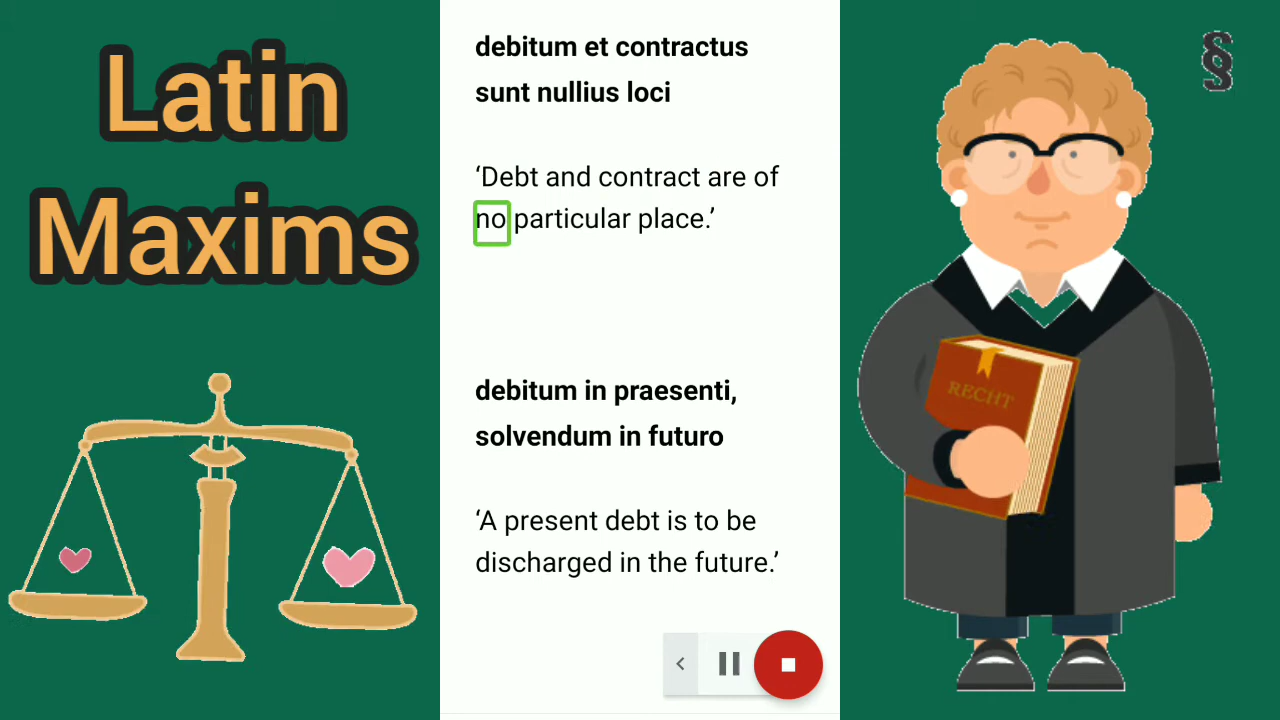 Latin
Maxims
debitum et contractus
sunt nullius loci
‘Debt and contract are of
no particular place.’
debitum in praesenti,
solvendum in futuro
‘A present debt is to be
discharged in the future.’
§
RECHT